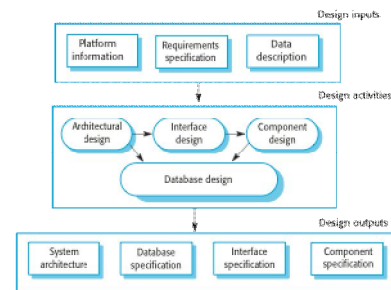 Design inputs
Platform
information
Requirements
specification
Data
description
Design activities
Architectural
design
Interface
design
Component
design
Database design
Design outputs
System
architecture
Database
specification
Interface
specification
Component
specification